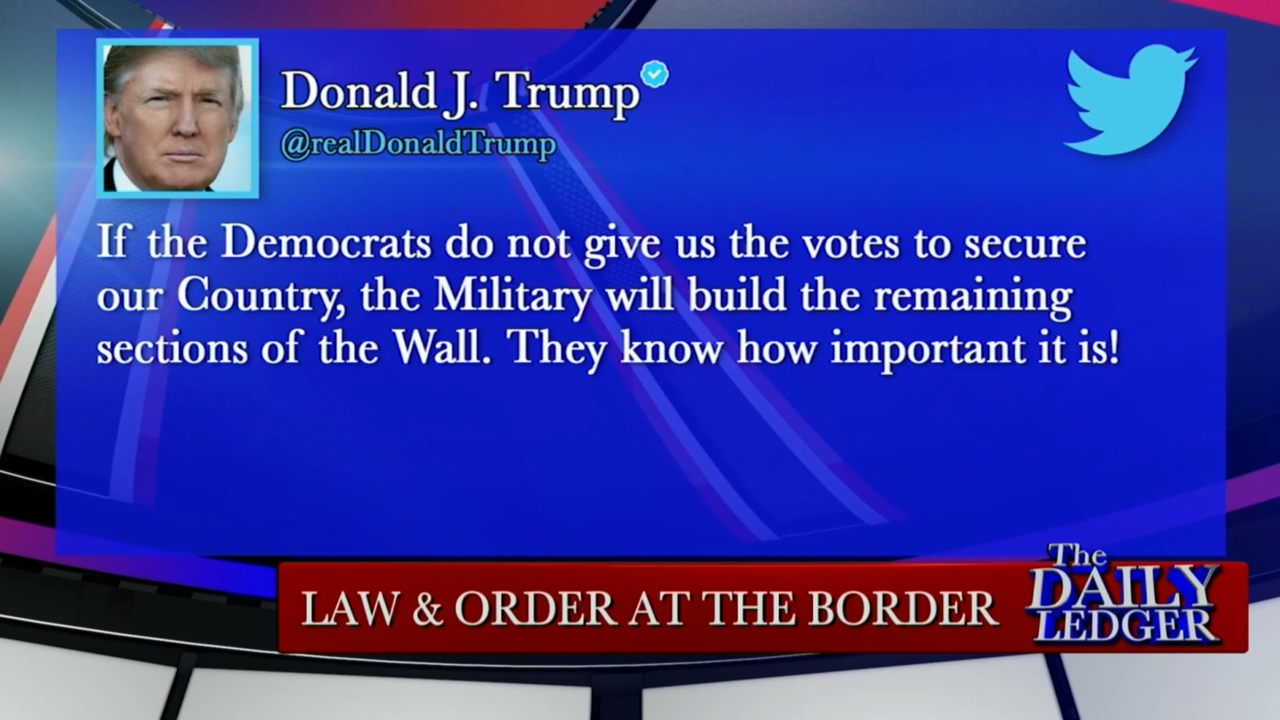 Donald J. Trump
@realDonaldTrump
If the Democrats do not give us the votes to secure
our Country, the Military will build the remaining
sections of the Wall. They know how important it is!
LAW & ORDER AT THE BORDER
The
DAILY
LEDGER